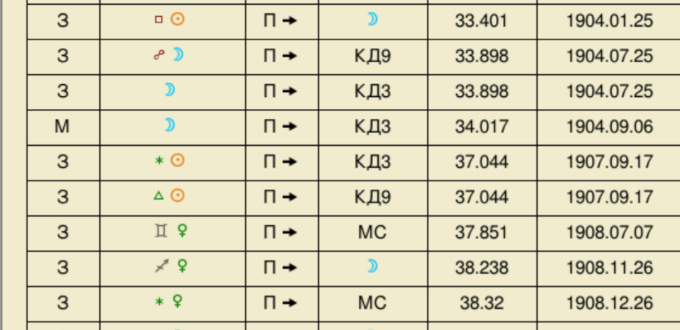 З □ ☉ П → ☽ 33.401 1904.01.25
З ☍ ☽ П → КД9 33.898 1904.07.25
З ☽ П → КД3 33.898 1904.07.25
М ☽ П → КД3 34.017 1904.09.06
З ✶ ☉ П → КД3 37.044 1907.09.17
З △ ☉ П → КД9 37.044 1907.09.17
З ♊ ♀ П → МС 37.851 1908.07.07
З ♐ ♀ П → ☽ 38.238 1908.11.26
З ✶ ♀ П → МС 38.32 1908.12.26